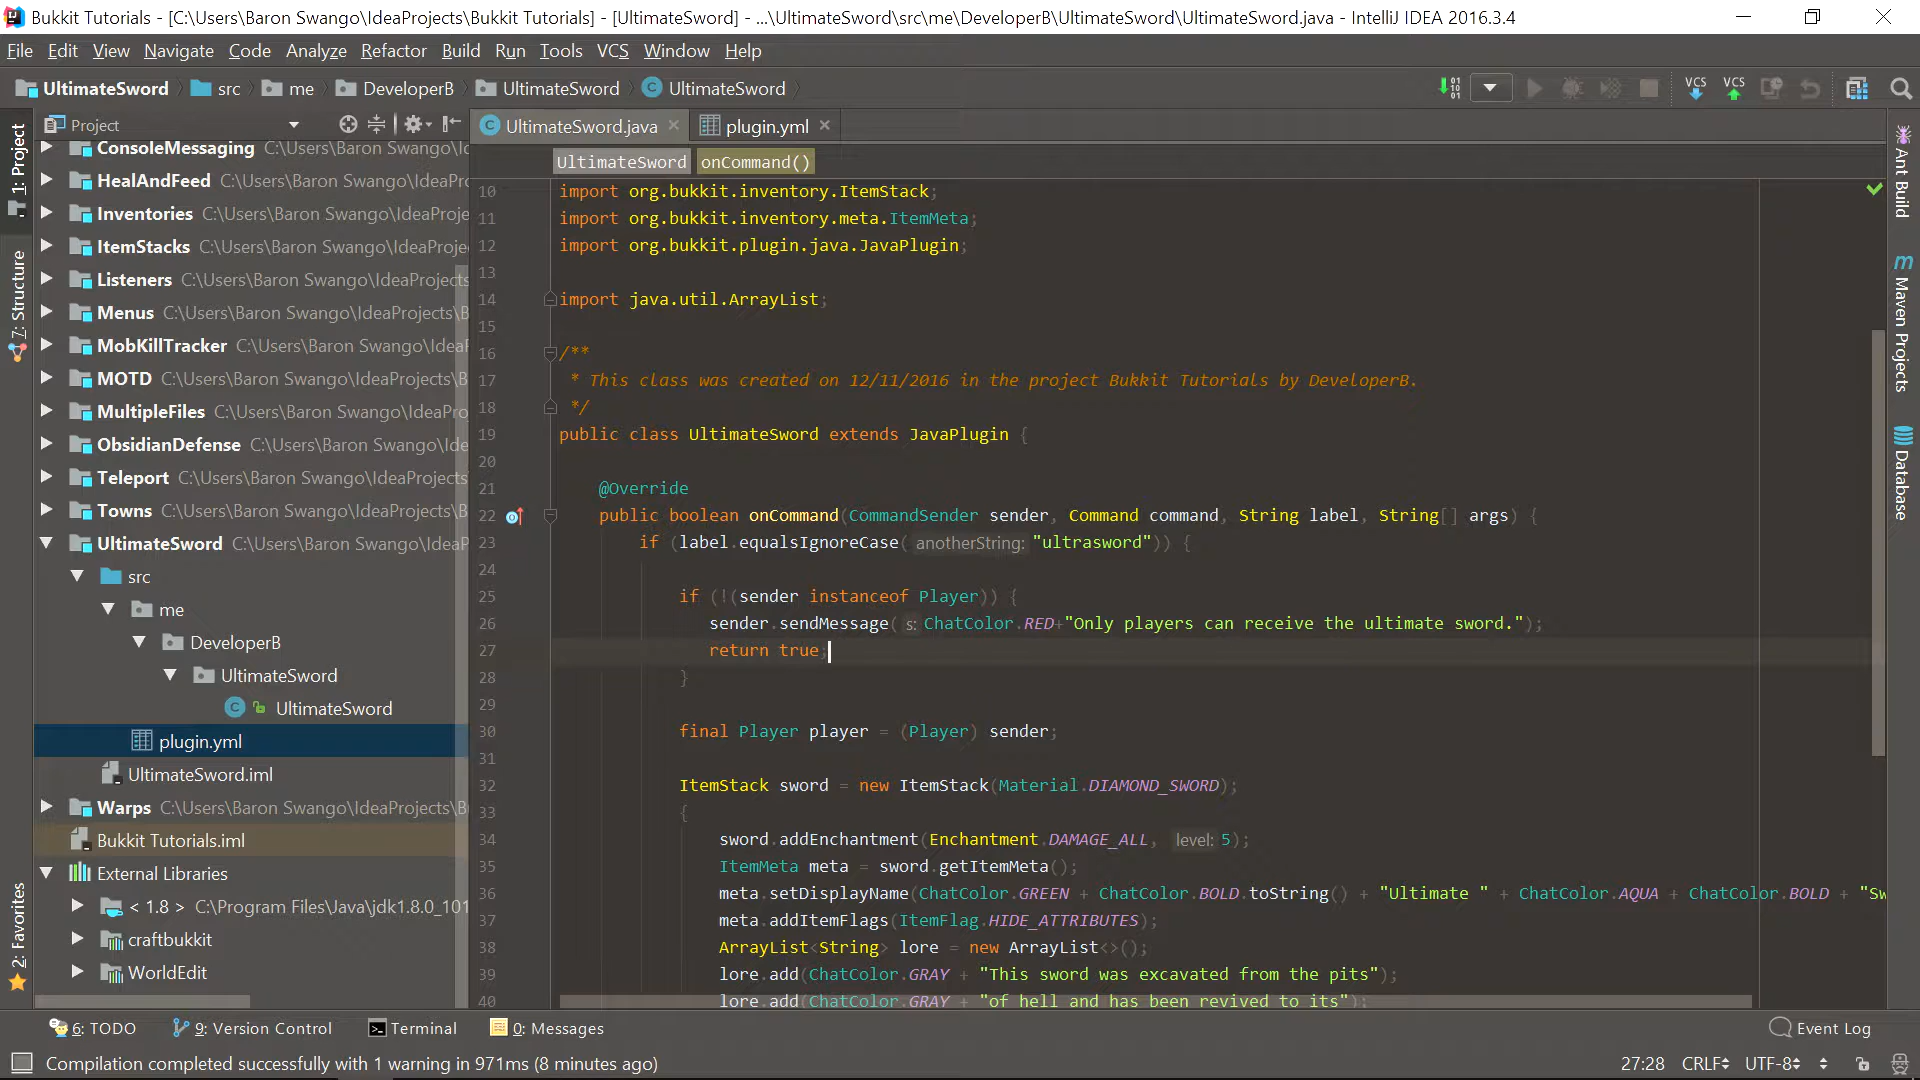 Bukkit Tutorials - [C:\Users\Baron Swango\IdeaProjects\Bukkit Tutorials] - [UltimateSword] - ...\UltimateSword\src\me\DeveloperB\UltimateSword\UltimateSword.java - IntelliJ IDEA 2016.3.4
File Edit View Navigate Code Analyze Refactor Build Run Tools VCS Window Help
UltimateSword src me DeveloperB UltimateSword UltimateSword
VCS VCS
Project
UltimateSword.java plugin.yml
UltimateSword onCommand()
1: Project
7: Structure
2: Favorites
ConsoleMessaging C:\Users\Baron Swango\Id
HealAndFeed C:\Users\Baron Swango\IdeaProj
Inventories C:\Users\Baron Swango\IdeaProject
ItemStacks C:\Users\Baron Swango\IdeaProje
Listeners C:\Users\Baron Swango\IdeaProjects
Menus C:\Users\Baron Swango\IdeaProjects\B
MobKillTracker C:\Users\Baron Swango\Idea
MOTD C:\Users\Baron Swango\IdeaProjects\B
MultipleFiles C:\Users\Baron Swango\IdeaPro
ObsidianDefense C:\Users\Baron Swango\Ide
Teleport C:\Users\Baron Swango\IdeaProjects
Towns C:\Users\Baron Swango\IdeaProjects\B
UltimateSword C:\Users\Baron Swango\IdeaP
src
me
DeveloperB
UltimateSword
UltimateSword
plugin.yml
UltimateSword.iml
Warps C:\Users\Baron Swango\IdeaProjects\B
Bukkit Tutorials.iml
External Libraries
< 1.8 > C:\Program Files\Java\jdk1.8.0_101
craftbukkit
WorldEdit
10 import org.bukkit.inventory.ItemStack;
11 import org.bukkit.inventory.meta.ItemMeta;
12 import org.bukkit.plugin.java.JavaPlugin;
13
14 import java.util.ArrayList;
15
16 /**
17 * This class was created on 12/11/2016 in the project Bukkit Tutorials by DeveloperB.
18 */
19 public class UltimateSword extends JavaPlugin {
20
21 @Override
22 public boolean onCommand(CommandSender sender, Command command, String label, String[] args) {
23 if (label.equalsIgnoreCase( anotherString: "ultrasword")) {
24
25 if (!(sender instanceof Player)) {
26 sender.sendMessage( s: ChatColor.RED+"Only players can receive the ultimate sword.");
27 return true;
28 }
29
30 final Player player = (Player) sender;
31
32 ItemStack sword = new ItemStack(Material.DIAMOND_SWORD);
33 {
34 sword.addEnchantment(Enchantment.DAMAGE_ALL, level: 5);
35 ItemMeta meta = sword.getItemMeta();
36 meta.setDisplayName(ChatColor.GREEN + ChatColor.BOLD.toString() + "Ultimate " + ChatColor.AQUA + ChatColor.BOLD + "Sw
37 meta.addItemFlags(ItemFlag.HIDE_ATTRIBUTES);
38 ArrayList<String> lore = new ArrayList<>();
39 lore.add(ChatColor.GRAY + "This sword was excavated from the pits");
40 lore.add(ChatColor.GRAY + "of hell and has been revived to its");
Ant Build
Maven Projects
Database
6: TODO 9: Version Control Terminal 0: Messages Event Log
Compilation completed successfully with 1 warning in 971ms (8 minutes ago) 27:28 CRLF UTF-8